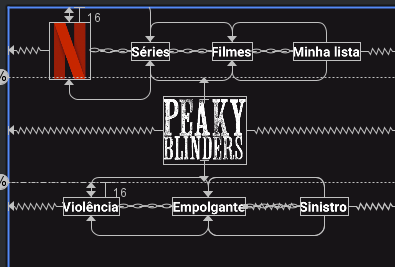 16
N
Séries Filmes Minha lista
%
PEAKY
BLINDERS
%
16
Violência Empolgante Sinistro